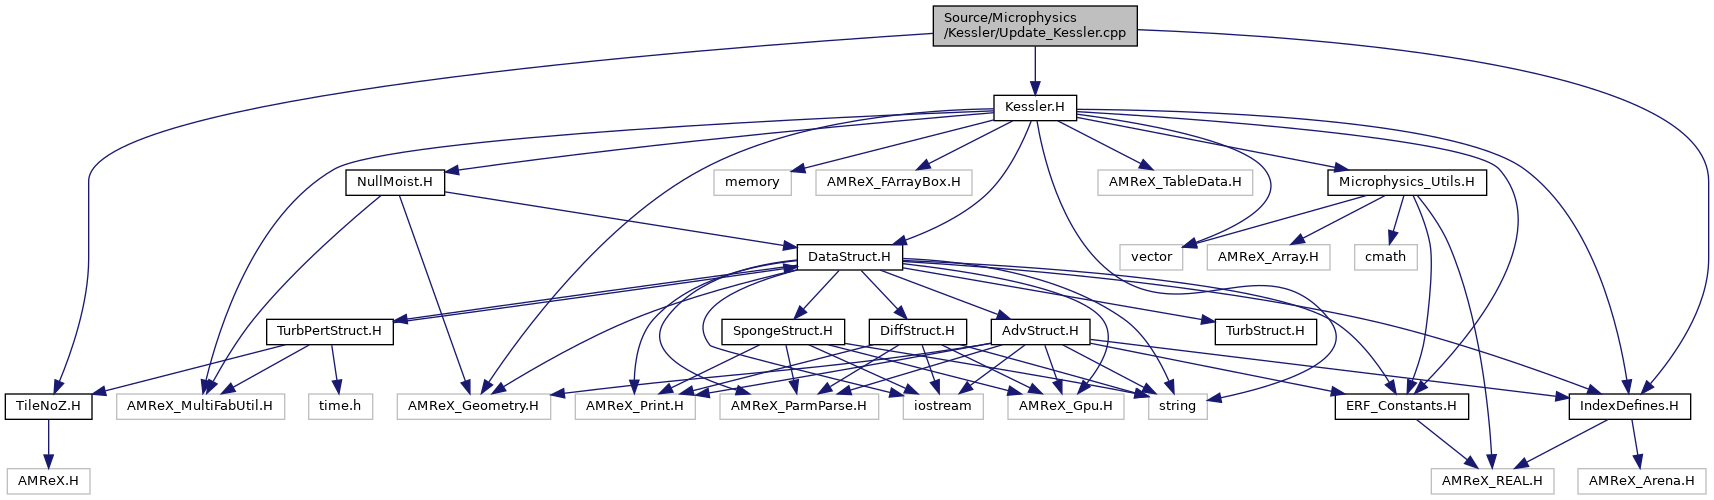 Source/Microphysics
/Kessler/Update_Kessler.cpp
Kessler.H
NullMoist.H
memory
AMReX_FArrayBox.H
AMReX_TableData.H
Microphysics_Utils.H
DataStruct.H
vector
AMReX_Array.H
cmath
TurbPertStruct.H
SpongeStruct.H
DiffStruct.H
AdvStruct.H
TurbStruct.H
TileNoZ.H
AMReX_MultiFabUtil.H
time.h
AMReX_Geometry.H
AMReX_Print.H
AMReX_ParmParse.H
iostream
AMReX_Gpu.H
string
ERF_Constants.H
IndexDefines.H
AMReX.H
AMReX_REAL.H
AMReX_Arena.H